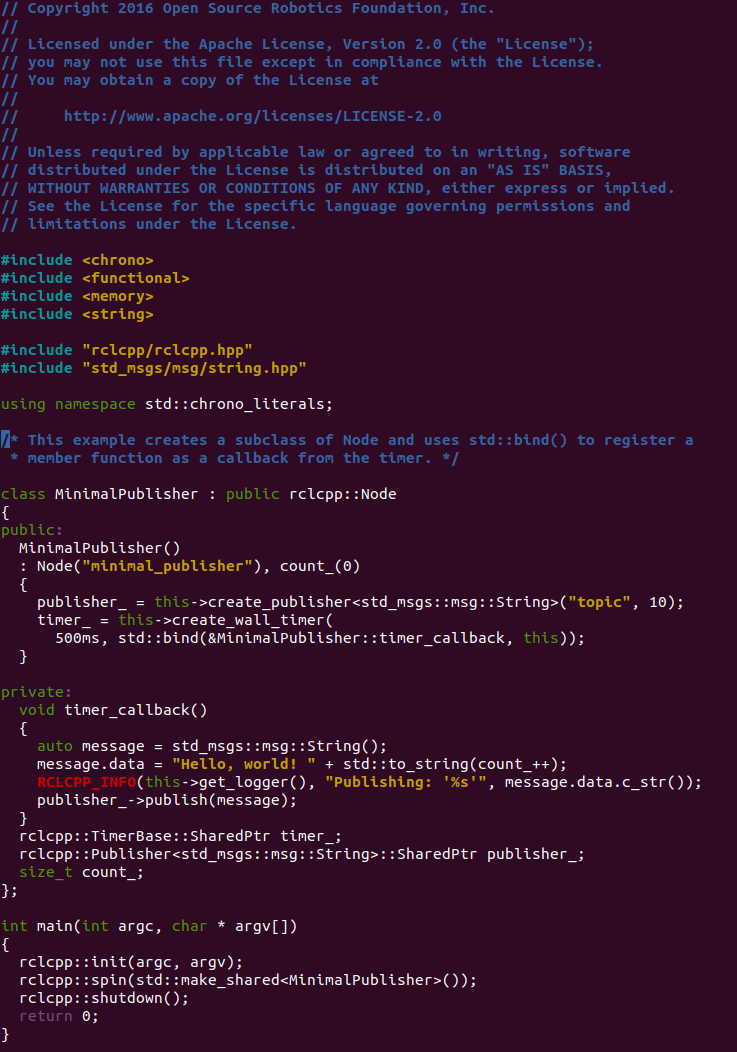 // Copyright 2016 Open Source Robotics Foundation, Inc.
//
// Licensed under the Apache License, Version 2.0 (the "License");
// you may not use this file except in compliance with the License.
// You may obtain a copy of the License at
//
//     http://www.apache.org/licenses/LICENSE-2.0
//
// Unless required by applicable law or agreed to in writing, software
// distributed under the License is distributed on an "AS IS" BASIS,
// WITHOUT WARRANTIES OR CONDITIONS OF ANY KIND, either express or implied.
// See the License for the specific language governing permissions and
// limitations under the License.

#include <chrono>
#include <functional>
#include <memory>
#include <string>

#include "rclcpp/rclcpp.hpp"
#include "std_msgs/msg/string.hpp"

using namespace std::chrono_literals;

/* This example creates a subclass of Node and uses std::bind() to register a
 * member function as a callback from the timer. */

class MinimalPublisher : public rclcpp::Node
{
public:
  MinimalPublisher()
  : Node("minimal_publisher"), count_(0)
  {
    publisher_ = this->create_publisher<std_msgs::msg::String>("topic", 10);
    timer_ = this->create_wall_timer(
      500ms, std::bind(&MinimalPublisher::timer_callback, this));
  }

private:
  void timer_callback()
  {
    auto message = std_msgs::msg::String();
    message.data = "Hello, world! " + std::to_string(count_++);
    RCLCPP_INFO(this->get_logger(), "Publishing: '%s'", message.data.c_str());
    publisher_->publish(message);
  }
  rclcpp::TimerBase::SharedPtr timer_;
  rclcpp::Publisher<std_msgs::msg::String>::SharedPtr publisher_;
  size_t count_;
};

int main(int argc, char * argv[])
{
  rclcpp::init(argc, argv);
  rclcpp::spin(std::make_shared<MinimalPublisher>());
  rclcpp::shutdown();
  return 0;
}